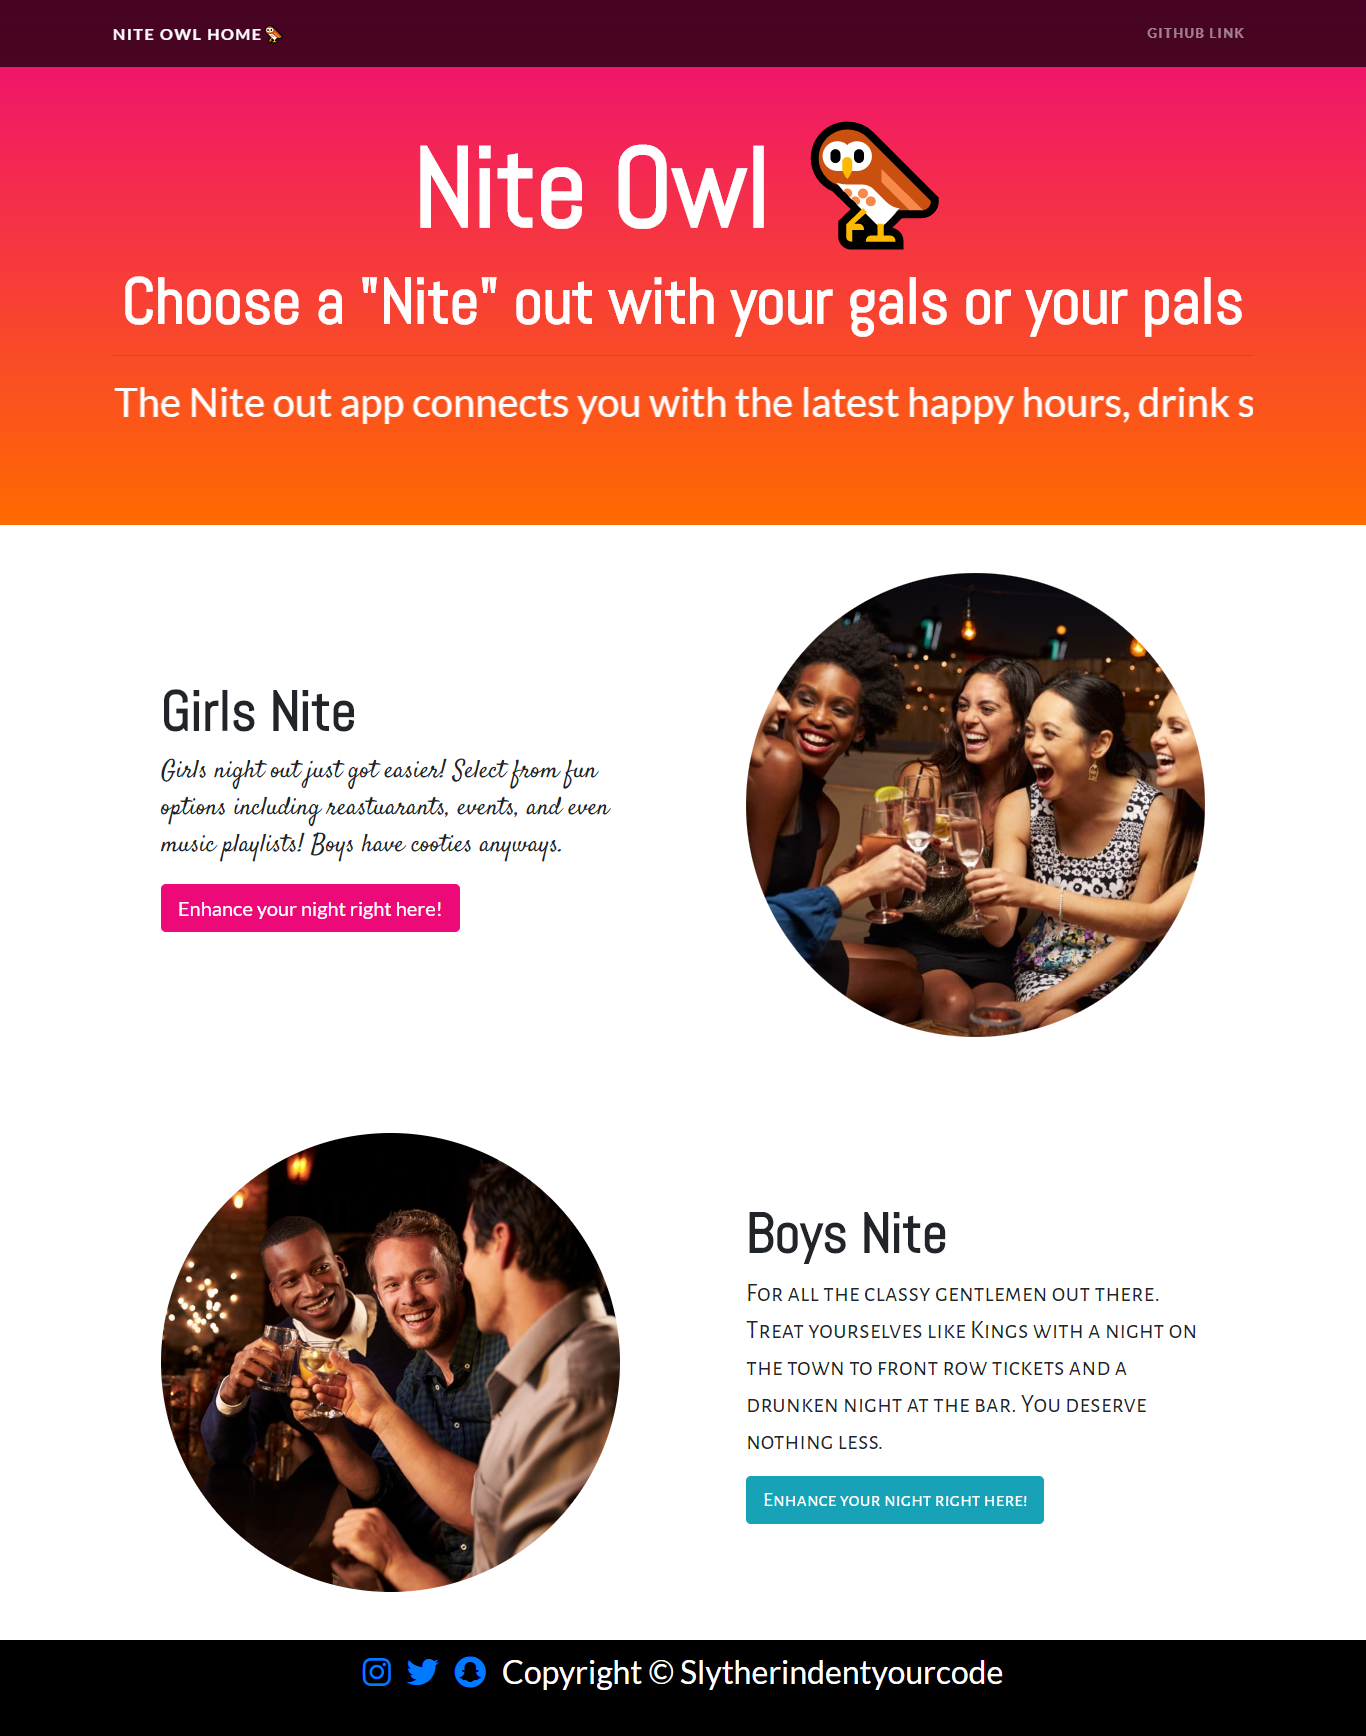 NITE OWL HOME
GITHUB LINK
Nite Owl
Choose a "Nite" out with your gals or your pals
The Nite out app connects you with the latest happy hours, drink s
Girls Nite
Girls night out just got easier! Select from fun
options including reastuarants, events, and even
music playlists! Boys have cooties anyways.
Enhance your night right here!
Boys Nite
For all the classy gentlemen out there.
Treat yourselves like Kings with a night on
the town to front row tickets and a
drunken night at the bar. You deserve
nothing less.
Enhance your night right here!
Copyright © Slytherindentyourcode